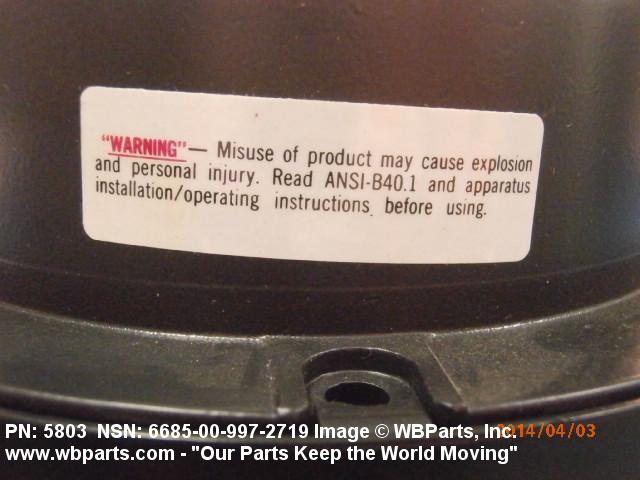 "WARNING" — Misuse of product may cause explosion
and personal injury. Read ANSI-B40.1 and apparatus
installation/operating instructions before using.
PN: 5803 NSN: 6685-00-997-2719 Image © WBParts, Inc.
2014/04/03
www.wbparts.com - "Our Parts Keep the World Moving"